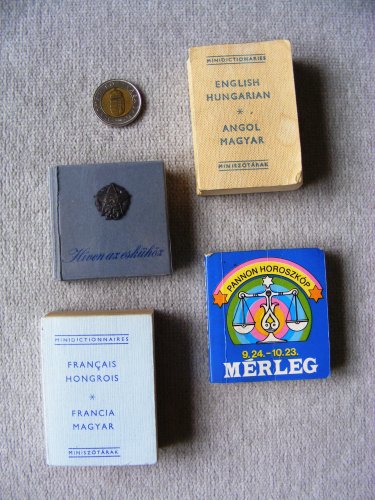 MINIDICTIONARIES
ENGLISH
HUNGARIAN
*
ANGOL
MAGYAR
MINISZÓTÁRAK
Híven az eskühöz
PANNON HOROSZKÓP
9.24.-10.23.
MÉRLEG
MINIDICTIONNAIRES
FRANÇAIS
HONGROIS
*
FRANCIA
MAGYAR
MINISZÓTÁRAK